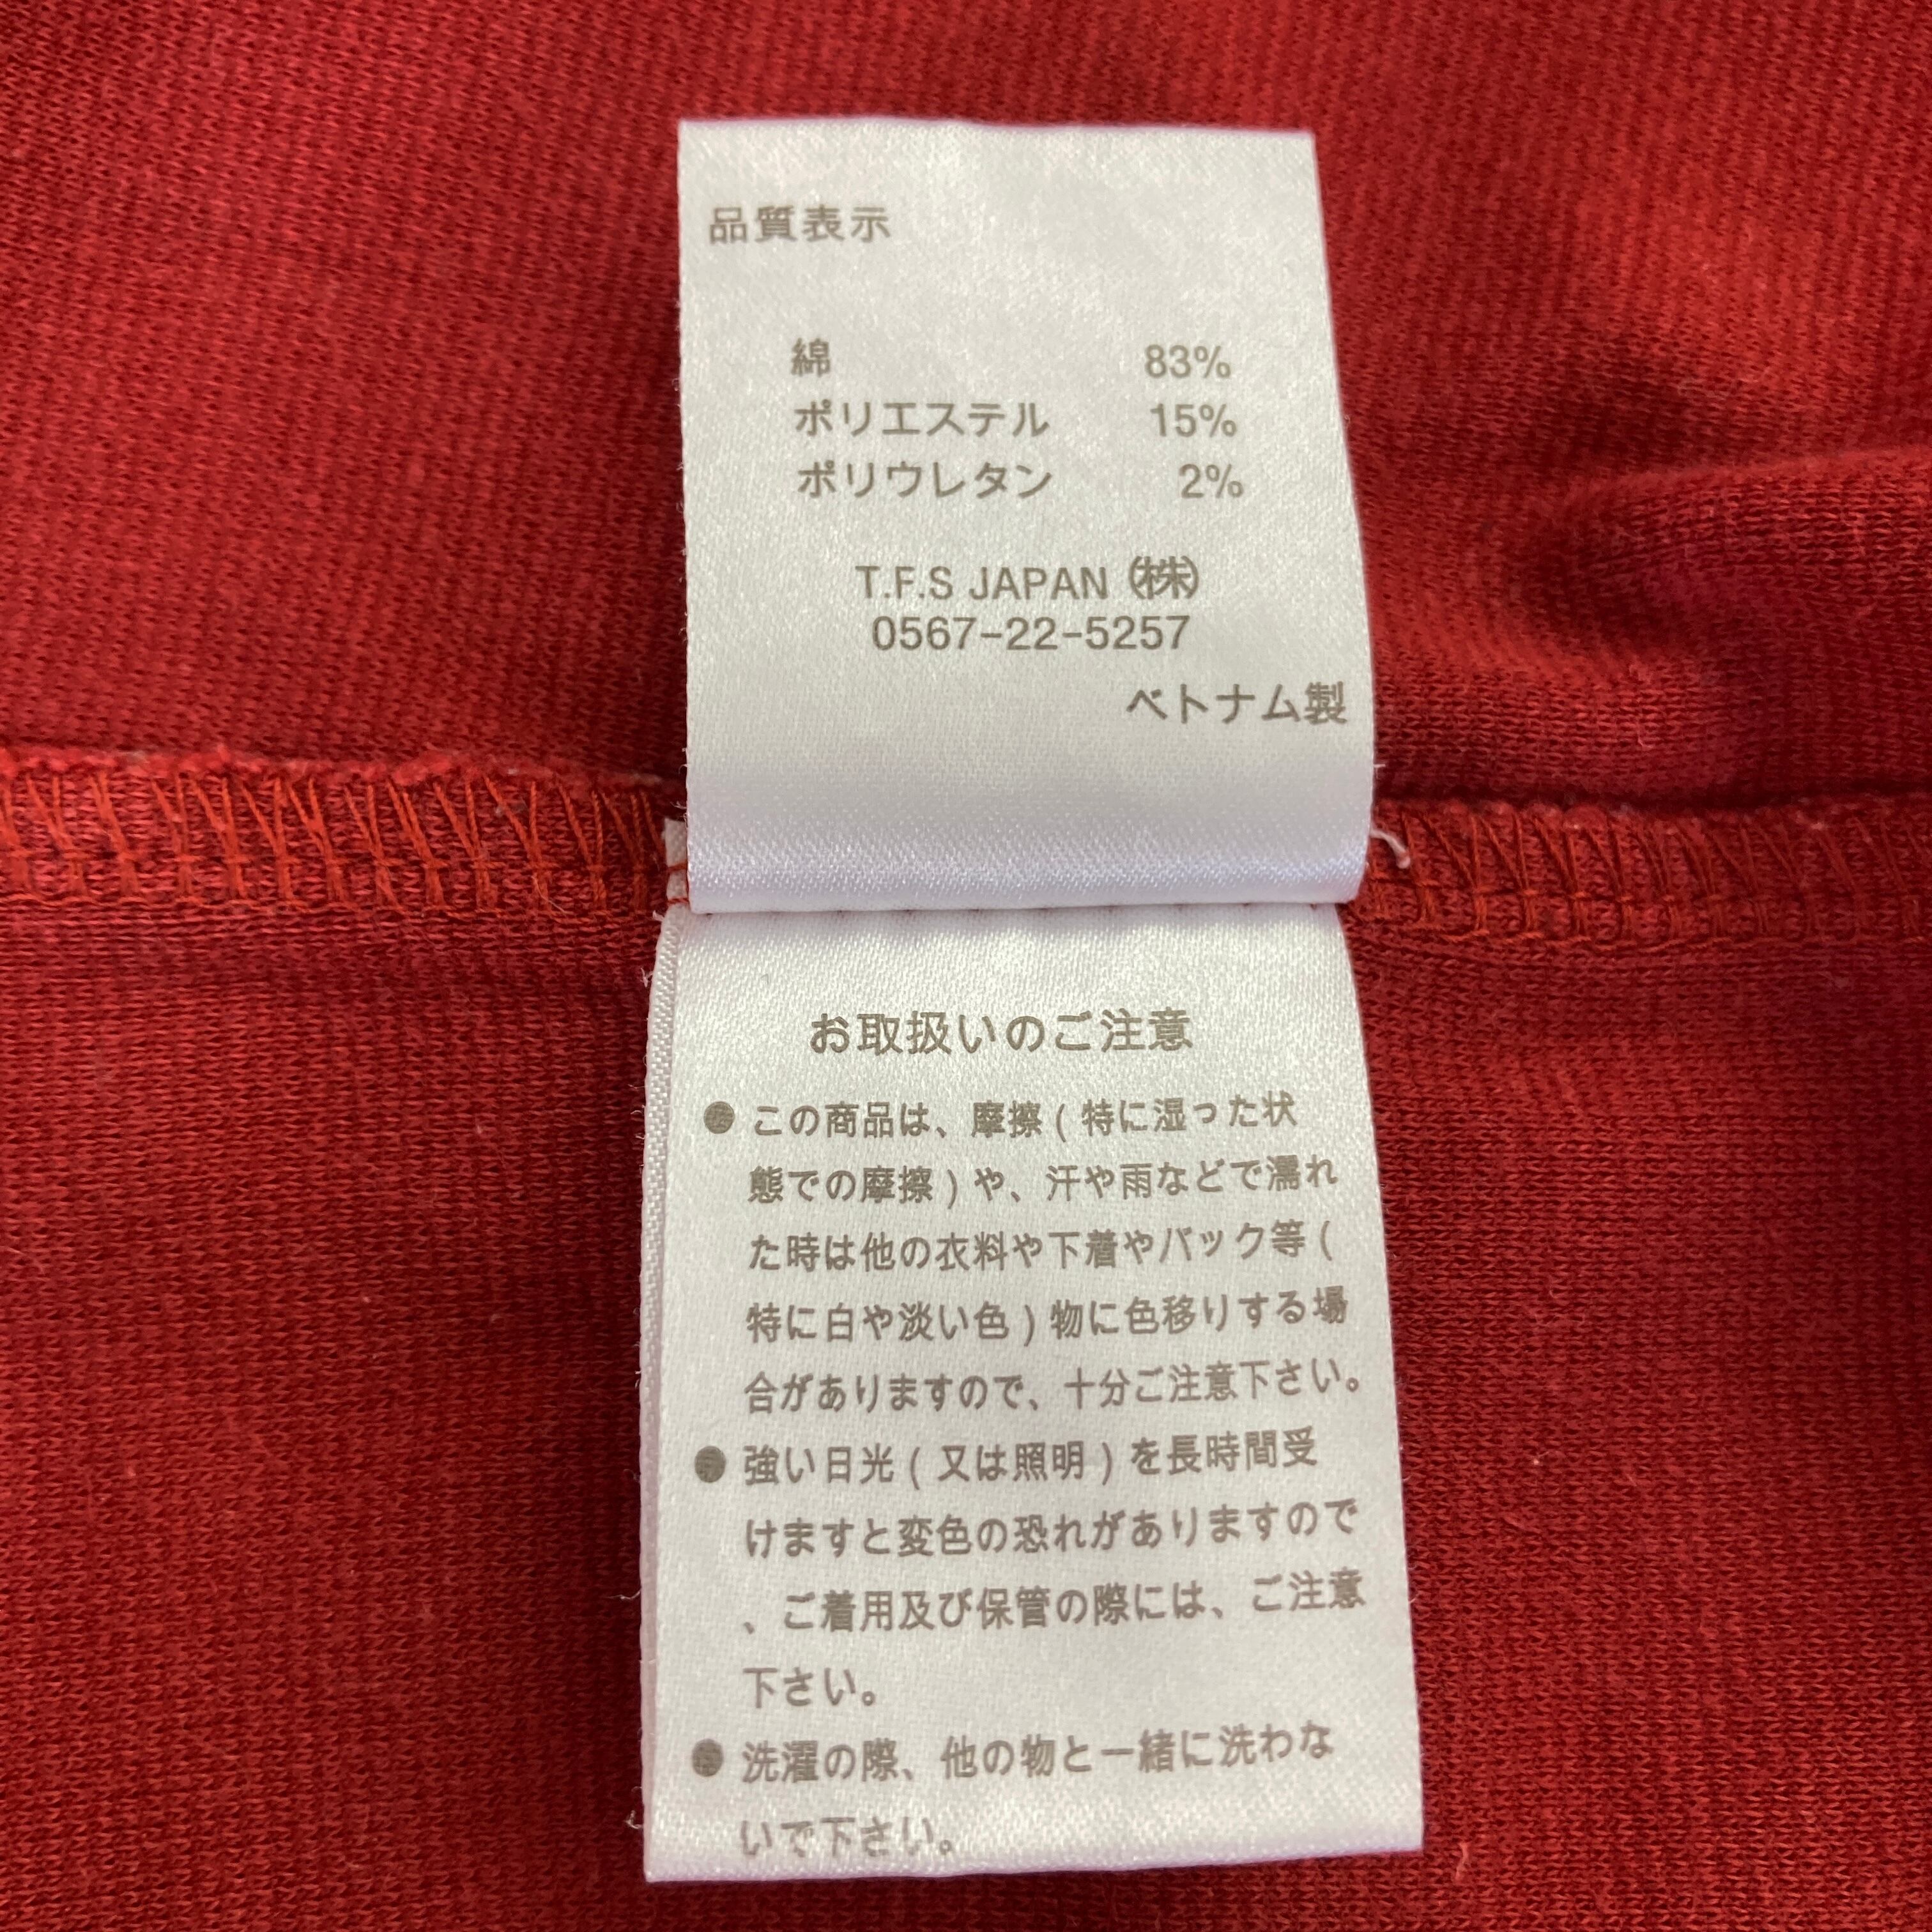 品質表示
綿 83%
ポリエステル 15%
ポリウレタン 2%
T.F.S JAPAN ㈱
0567-22-5257
ベトナム製
お取扱いのご注意
● この商品は、摩擦(特に湿った状
態での摩擦)や、汗や雨などで濡れ
た時は他の衣料や下着やバック等(
特に白や淡い色)物に色移りする場
合がありますので、十分ご注意下さい。
● 強い日光(又は照明)を長時間受
けますと変色の恐れがありますので
、ご着用及び保管の際には、ご注意
下さい。
● 洗濯の際、他の物と一緒に洗わな
いで下さい。